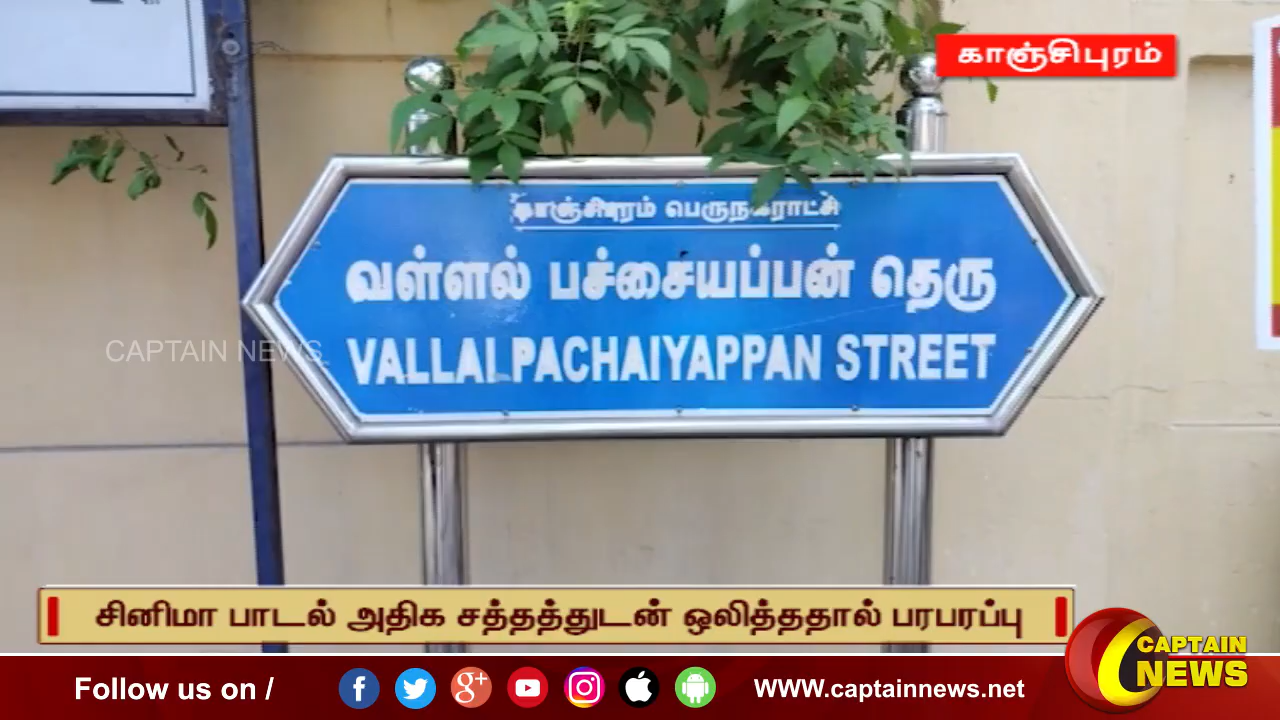 காஞ்சிபுரம்
காஞ்சிபுரம் பெருநகராட்சி
வள்ளல் பச்சையப்பன் தெரு
CAPTAIN NEWS
VALLAL PACHAIYAPPAN STREET
சினிமா பாடல் அதிக சத்தத்துடன் ஒலித்ததால் பரபரப்பு
Follow us on /
WWW.captainnews.net
CAPTAIN
NEWS